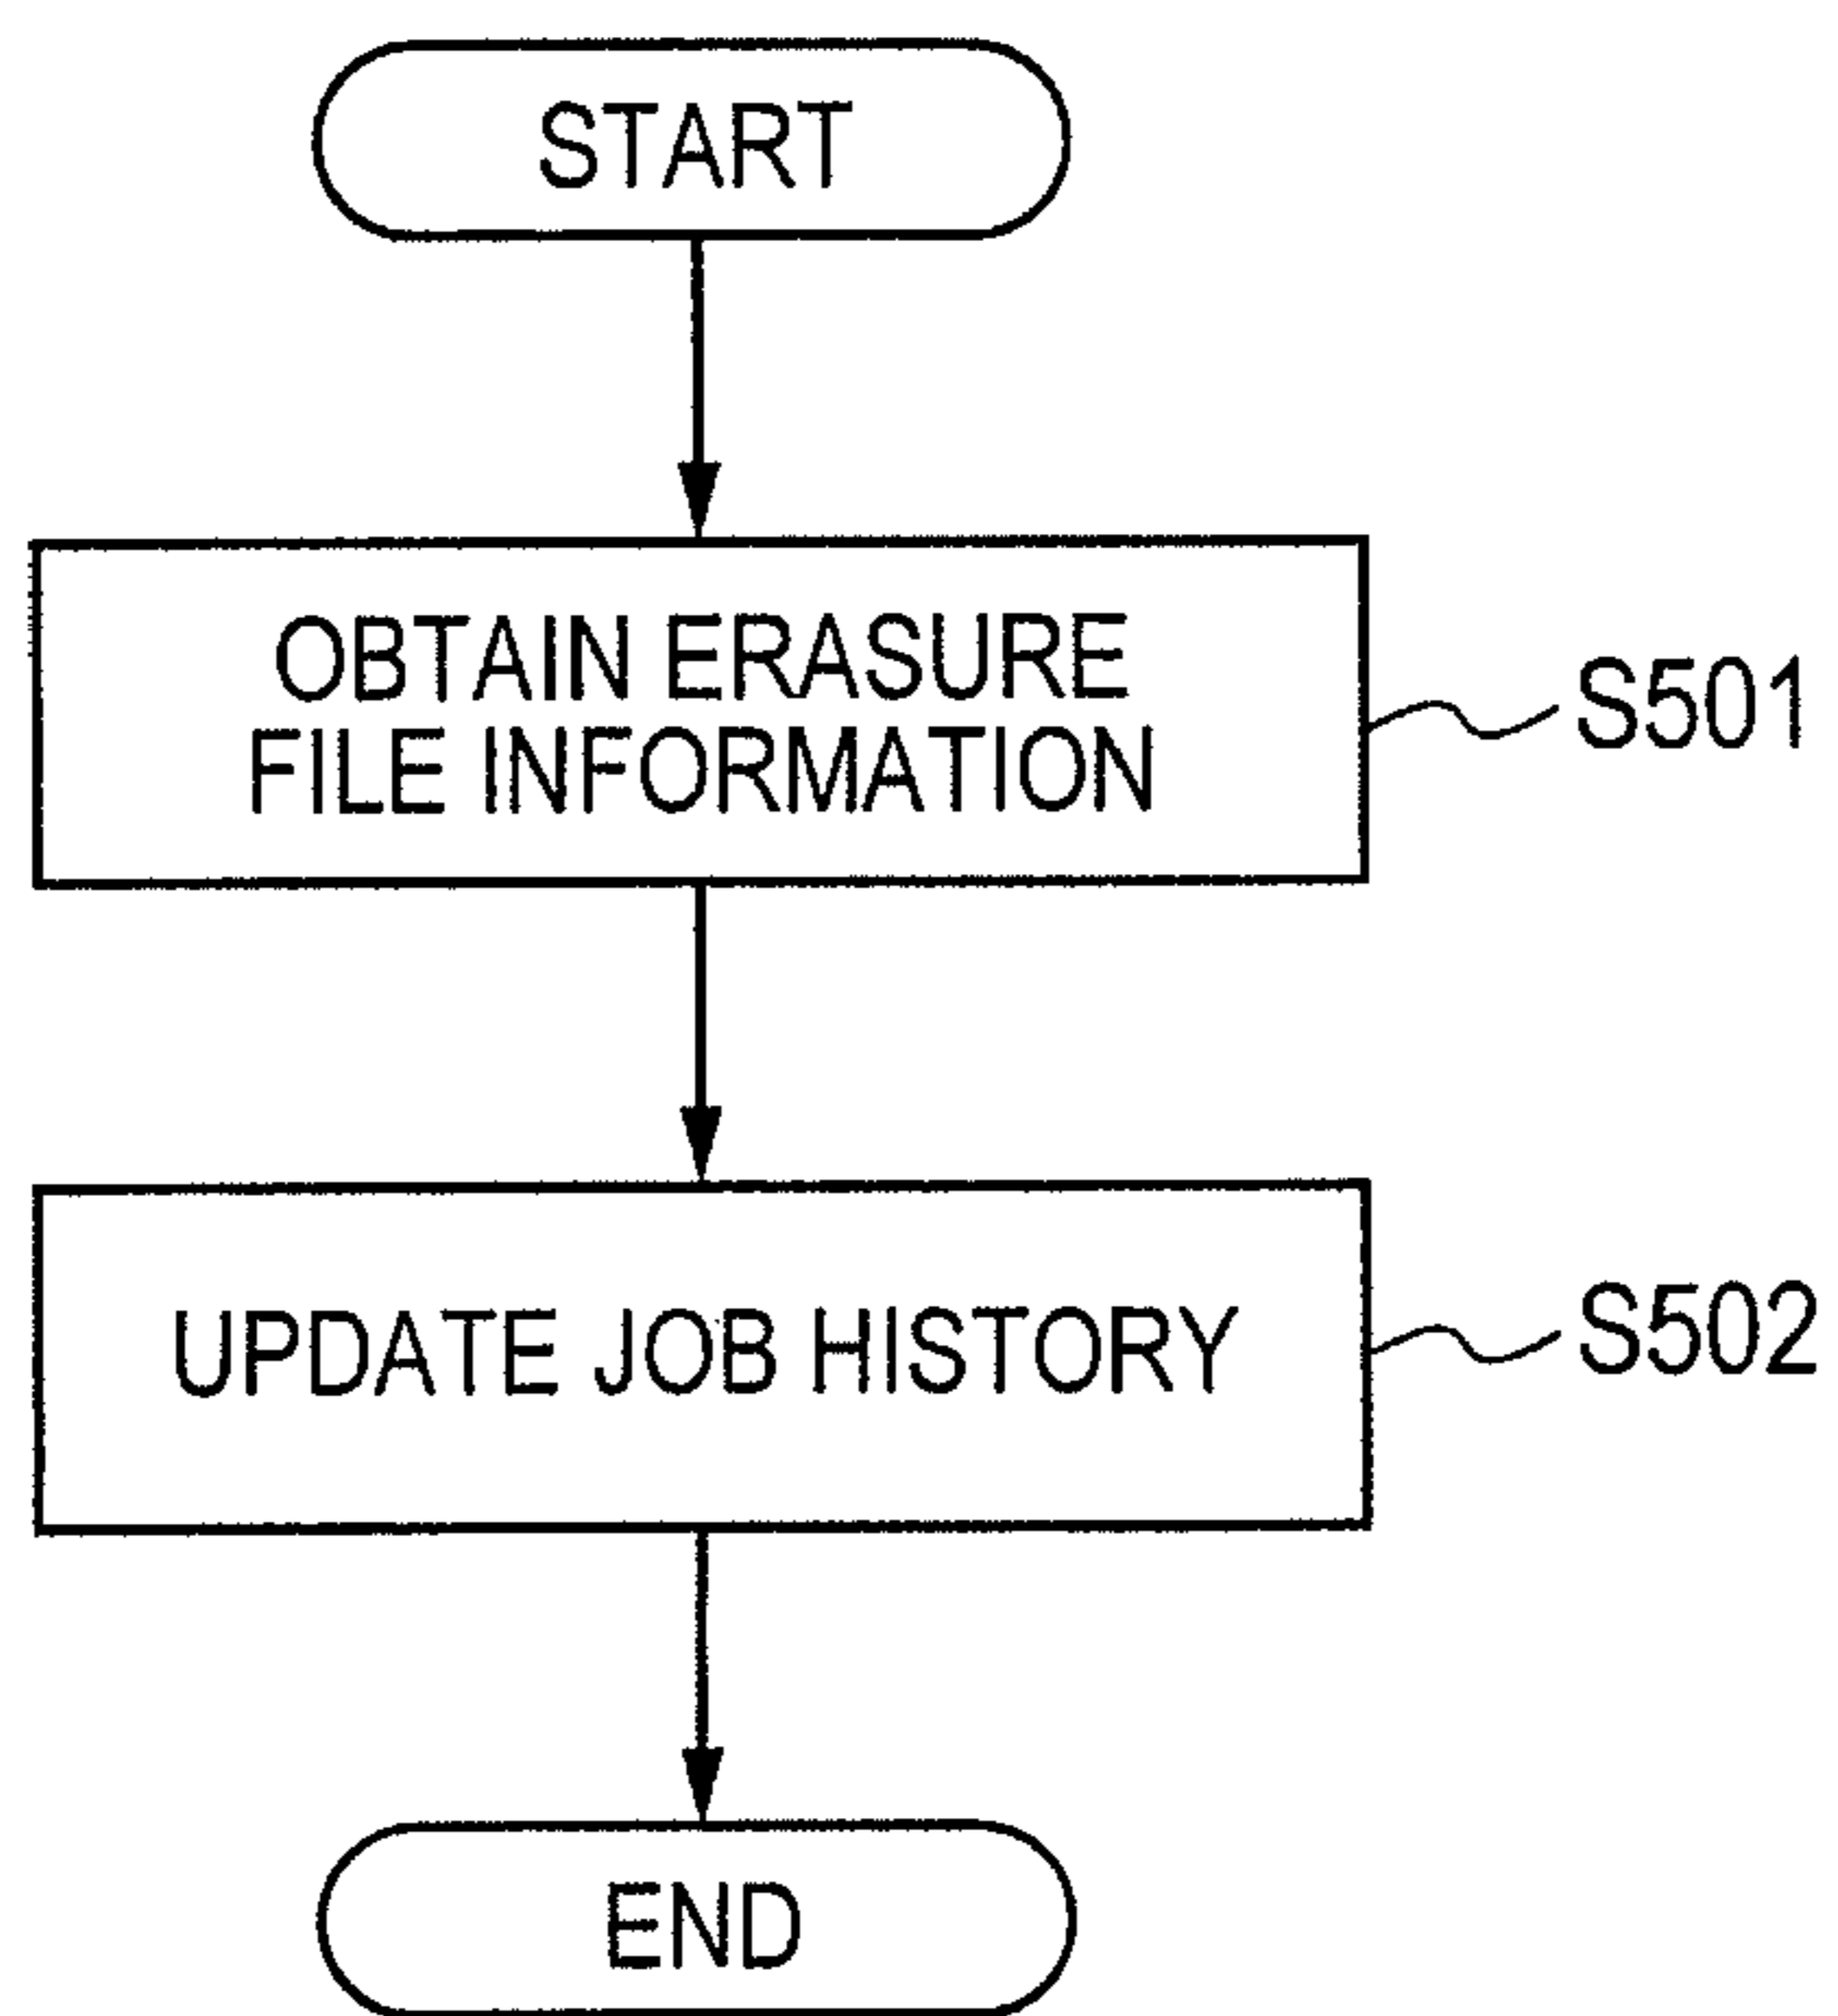 START
OBTAIN ERASURE
FILE INFORMATION
S501
UPDATE JOB HISTORY
S502
END